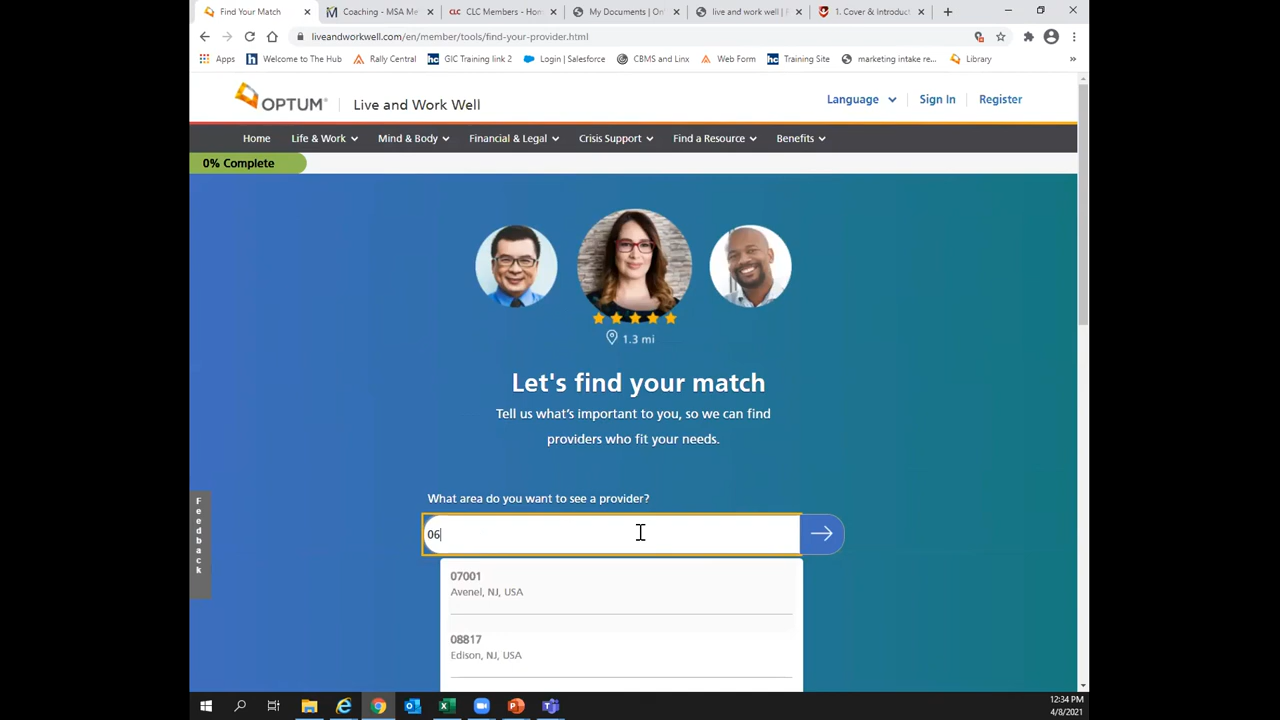 Find Your Match
Coaching - MSA Me
CLC Members - Hon
My Documents | On
live and work well | F
1. Cover & Introduct
liveandworkwell.com/en/member/tools/find-your-provider.html
Apps
Welcome to The Hub
Rally Central
GIC Training link 2
Login | Salesforce
CBMS and Linx
Web Form
Training Site
marketing intake re...
Library
OPTUM
Live and Work Well
Language
Sign In
Register
Home
Life & Work
Mind & Body
Financial & Legal
Crisis Support
Find a Resource
Benefits
0% Complete
1.3 mi
Let's find your match
Tell us what's important to you, so we can find
providers who fit your needs.
What area do you want to see a provider?
06
07001
Avenel, NJ, USA
08817
Edison, NJ, USA
Feedback
12:34 PM
4/8/2021